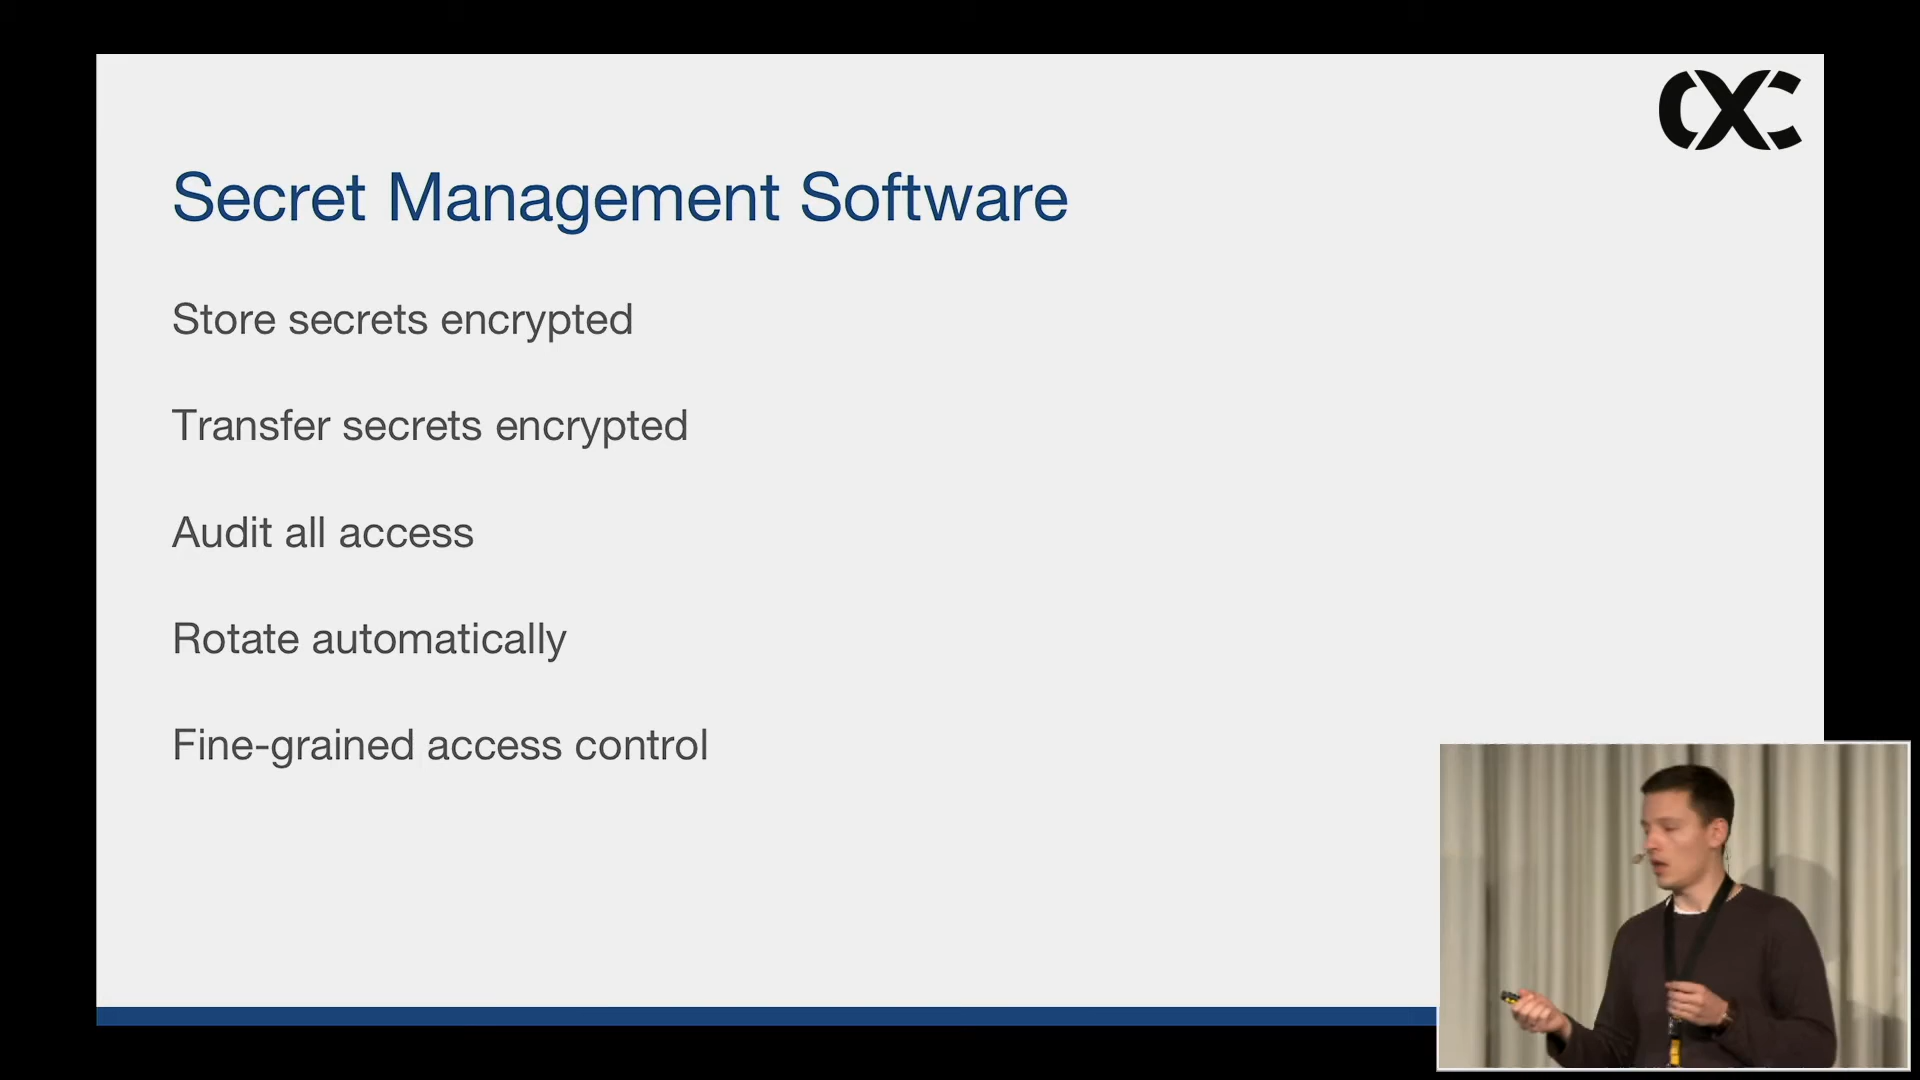 Secret Management Software
Store secrets encrypted
Transfer secrets encrypted
Audit all access
Rotate automatically
Fine-grained access control